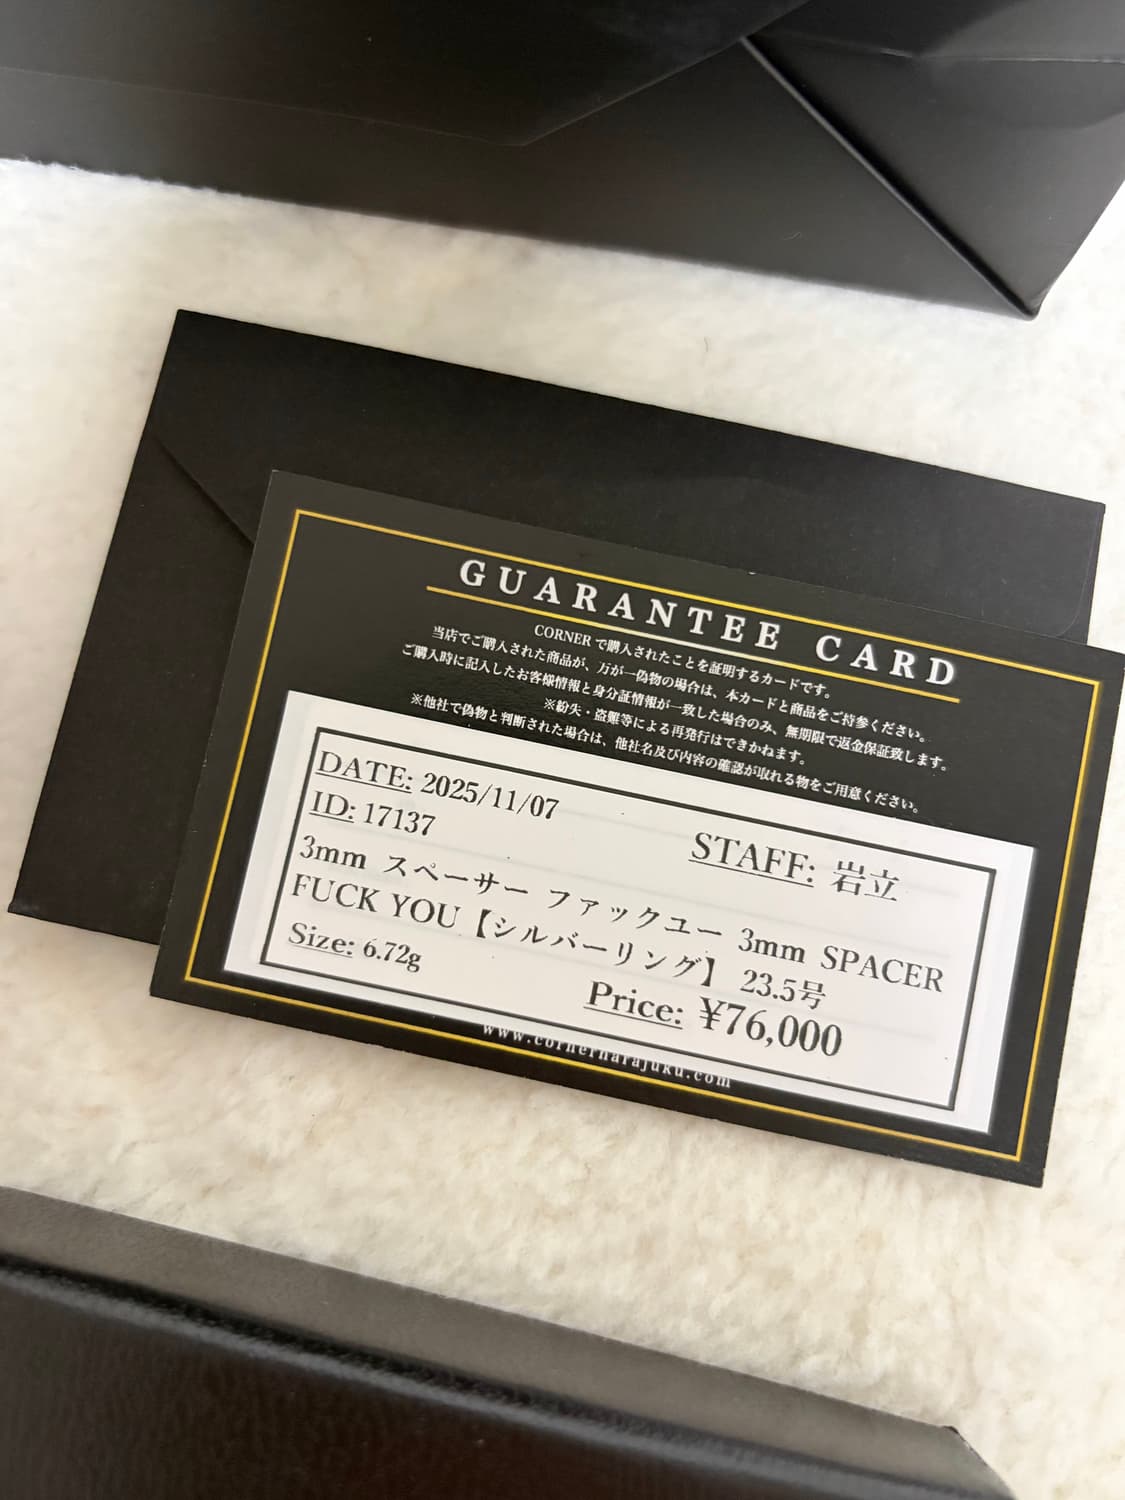 GUARANTEE CARD
CORNER で購入されたことを証明するカードです。
当店でご購入された商品が、万が一偽物の場合は、本カードと商品をご持参ください。
ご購入時に記入したお客様情報と身分証情報が一致した場合のみ、無期限で返金保証致します。
※紛失・盗難等による再発行はできかねます。
※他社で偽物と判断された場合は、他社名及び内容の確認が取れる物をご用意ください。
DATE: 2025/11/07
ID: 17137
STAFF: 岩立
3mm スペーサー ファックユー 3mm SPACER
FUCK YOU【シルバーリング】 23.5号
Size: 6.72g
Price: ¥76,000
www.cornerharajuku.com